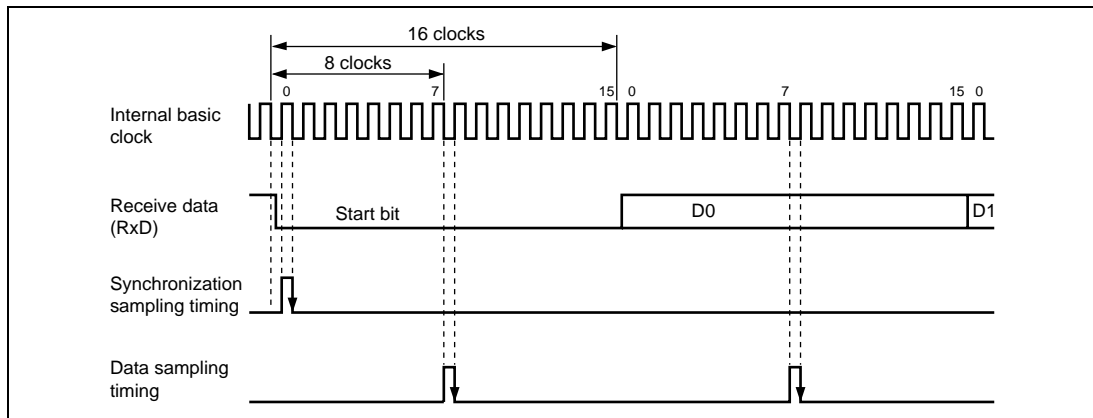 16 clocks
8 clocks
0 7 15 0 7 15 0
Internal basic
clock
Receive data
(RxD)
Start bit D0 D1
Synchronization
sampling timing
Data sampling
timing